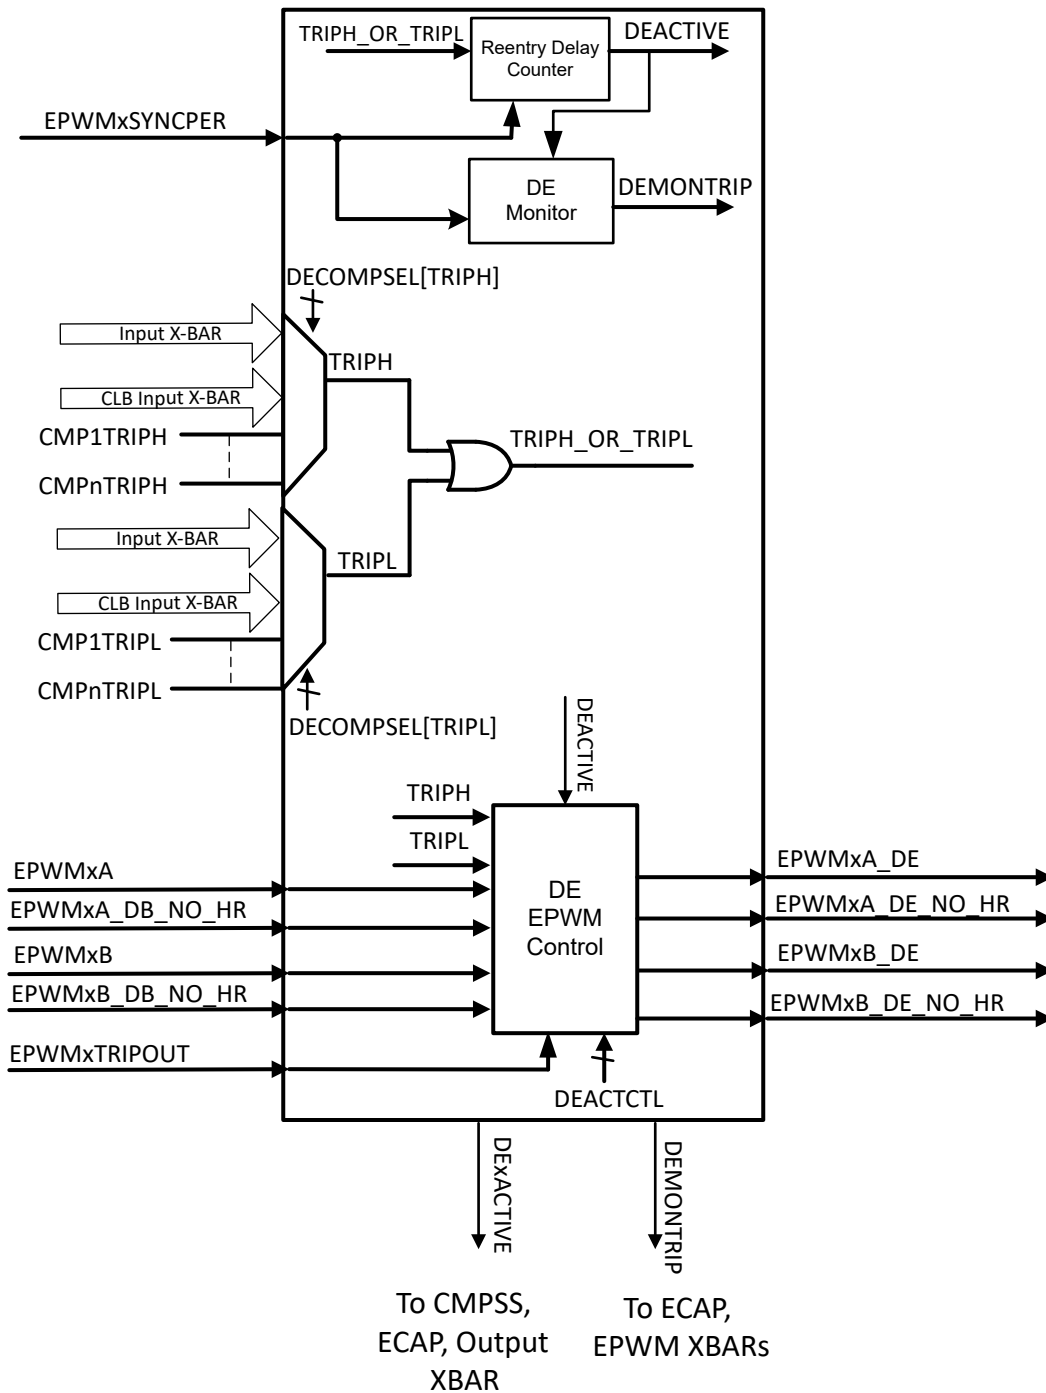 TRIPH_OR_TRIPL
Reentry Delay
Counter
DEACTIVE
EPWMxSYNCPER
DE
Monitor
DEMONTRIP
DECOMPSEL[TRIPH]
Input X-BAR
TRIPH
CLB Input X-BAR
CMP1TRIPH
TRIPH_OR_TRIPL
CMPnTRIPH
Input X-BAR
TRIPL
CLB Input X-BAR
CMP1TRIPL
CMPnTRIPL
DECOMPSEL[TRIPL]
DEACTIVE
TRIPH
TRIPL
EPWMxA
EPWMxA_DB_NO_HR
EPWMxB
EPWMxB_DB_NO_HR
EPWMxTRIPOUT
DE
EPWM
Control
DEACTCTL
EPWMxA_DE
EPWMxA_DE_NO_HR
EPWMxB_DE
EPWMxB_DE_NO_HR
DExACTIVE
DEMONTRIP
To CMPSS,
ECAP, Output
XBAR
To ECAP,
EPWM XBARs